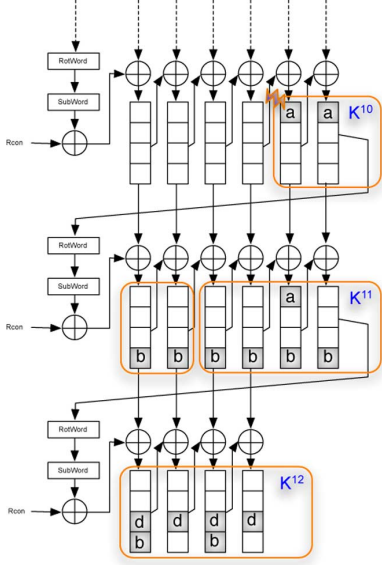 RotWord
SubWord
Rcon
a a K10
RotWord
SubWord
Rcon
a K11
b b b b b b
RotWord
SubWord
Rcon
K12
d d d d
b b